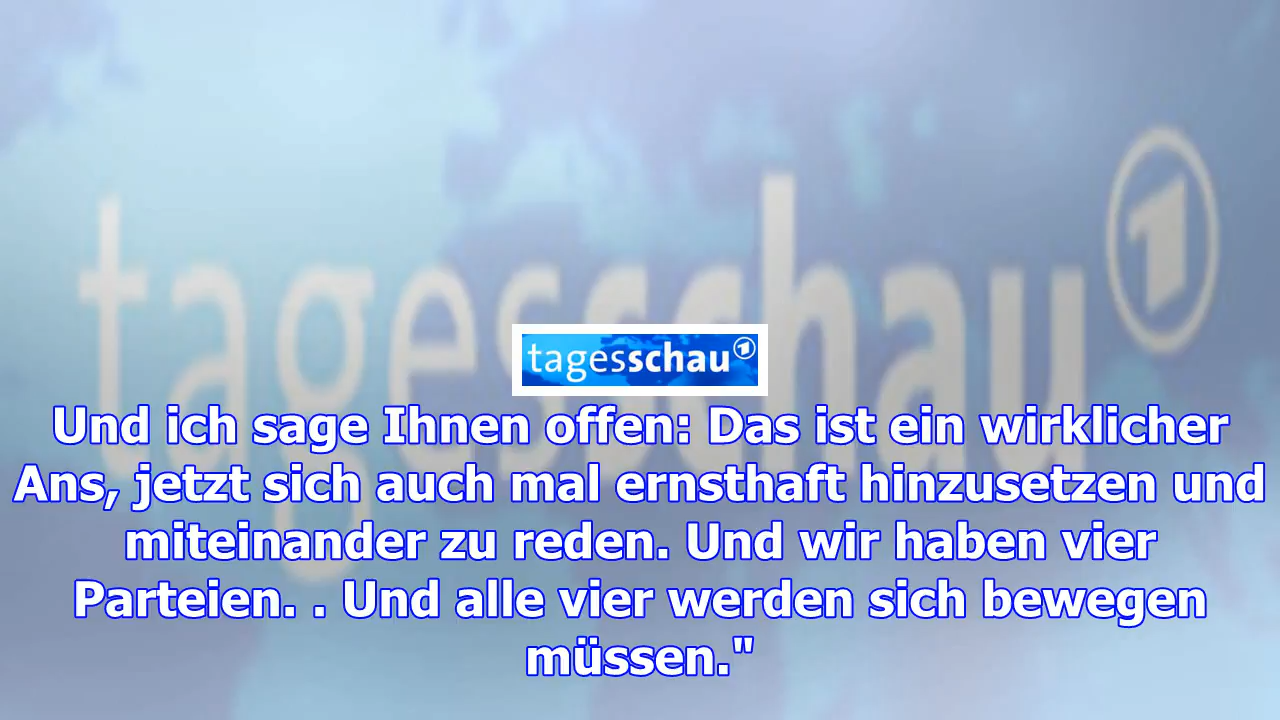 tagesschau
tagesschau
Und ich sage Ihnen offen: Das ist ein wirklicher
Ans, jetzt sich auch mal ernsthaft hinzusetzen und
miteinander zu reden. Und wir haben vier
Parteien. . Und alle vier werden sich bewegen
müssen."